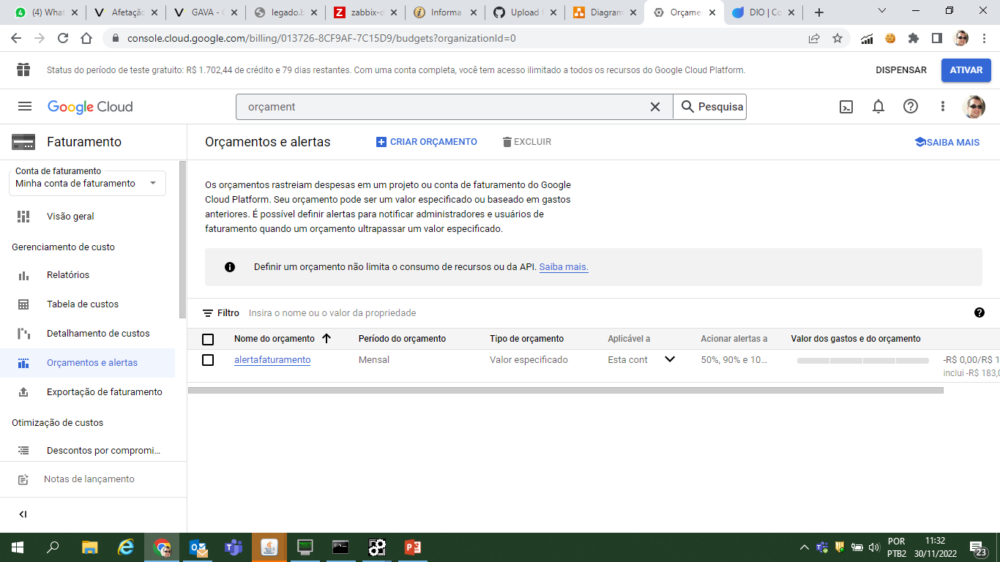 (4) What
Afetação
GAVA -
legado.b
zabbix-d
Informa
Upload
Diagram
Orçame
DIO | Co
console.cloud.google.com/billing/013726-8CF9AF-7C15D9/budgets?organizationId=0
Status do período de teste gratuito: R$ 1.702,44 de crédito e 79 dias restantes. Com uma conta completa, você tem acesso ilimitado a todos os recursos do Google Cloud Platform.
DISPENSAR
ATIVAR
Google Cloud
orçament
Pesquisa
Faturamento
Orçamentos e alertas
CRIAR ORÇAMENTO
EXCLUIR
SAIBA MAIS
Conta de faturamento
Minha conta de faturamento
Visão geral
Gerenciamento de custo
Relatórios
Tabela de custos
Detalhamento de custos
Orçamentos e alertas
Exportação de faturamento
Otimização de custos
Descontos por compromi...
Notas de lançamento
Os orçamentos rastreiam despesas em um projeto ou conta de faturamento do Google
Cloud Platform. Seu orçamento pode ser um valor especificado ou baseado em gastos
anteriores. É possível definir alertas para notificar administradores e usuários de
faturamento quando um orçamento ultrapassar um valor especificado.
Definir um orçamento não limita o consumo de recursos ou da API. Saiba mais.
Filtro Insira o nome ou o valor da propriedade
Nome do orçamento Período do orçamento Tipo de orçamento Aplicável a Acionar alertas a Valor dos gastos e do orçamento
alertafaturamento Mensal Valor especificado Esta cont 50%, 90% e 10... -R$ 0,00/R$ 1
inclui -R$ 183,0
POR
PTB2
11:32
30/11/2022
23